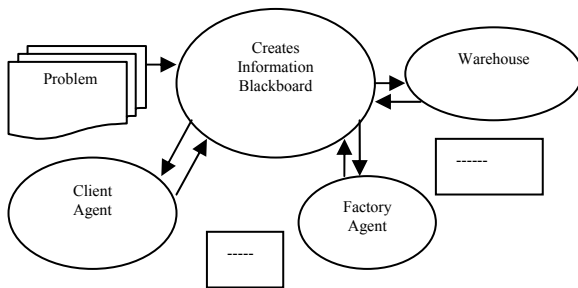 Problem
Creates
Information
Blackboard
Warehouse
------
Client
Agent
Factory
Agent
-----